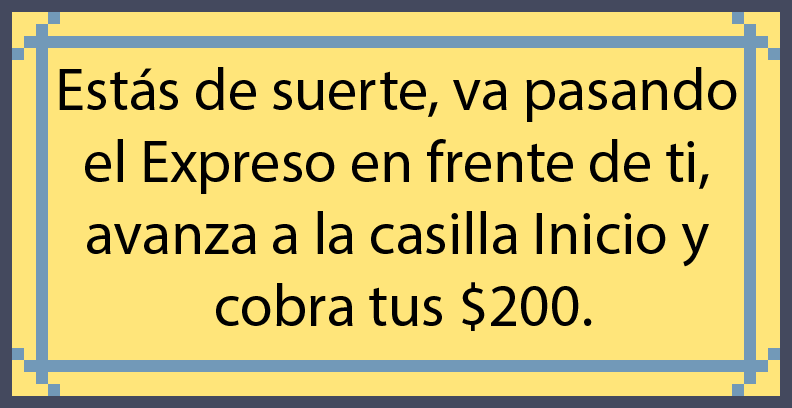 Estás de suerte, va pasando
el Expreso en frente de ti,
avanza a la casilla Inicio y
cobra tus $200.